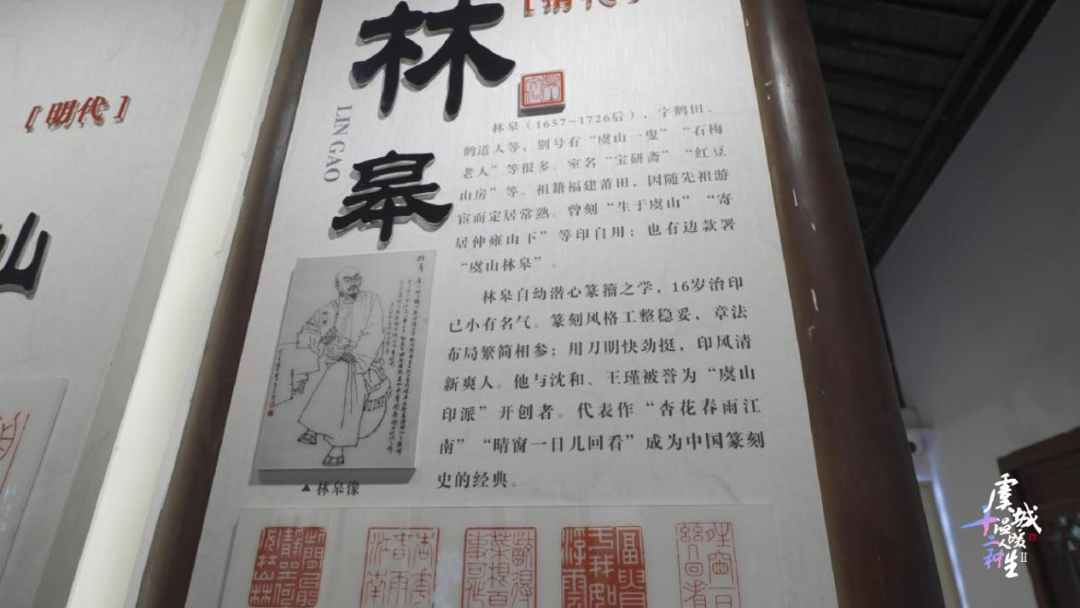 [明代]
山
[清代]
林皋
LIN GAO
林皋（1657-1726后），字鹤田、
鹤道人等，别号有“虞山一叟”“石梅
老人”等很多。室名“宝研斋”“红豆
山房”等。祖籍福建莆田，因随先祖游
宦而定居常熟。曾刻“生于虞山”“寄
居仲雍山下”等印自用；也有边款署
“虞山林皋”。
林皋自幼潜心篆籀之学，16岁治印
已小有名气。篆刻风格工整稳妥，章法
布局繁简相参；用刀明快劲挺，印风清
新爽人。他与沈和、王瑾被誉为“虞山
印派”开创者。代表作“杏花春雨江
南”“晴窗一日几回看”成为中国篆刻
史的经典。
▲林皋像
虞城
十二种
温暖人生II